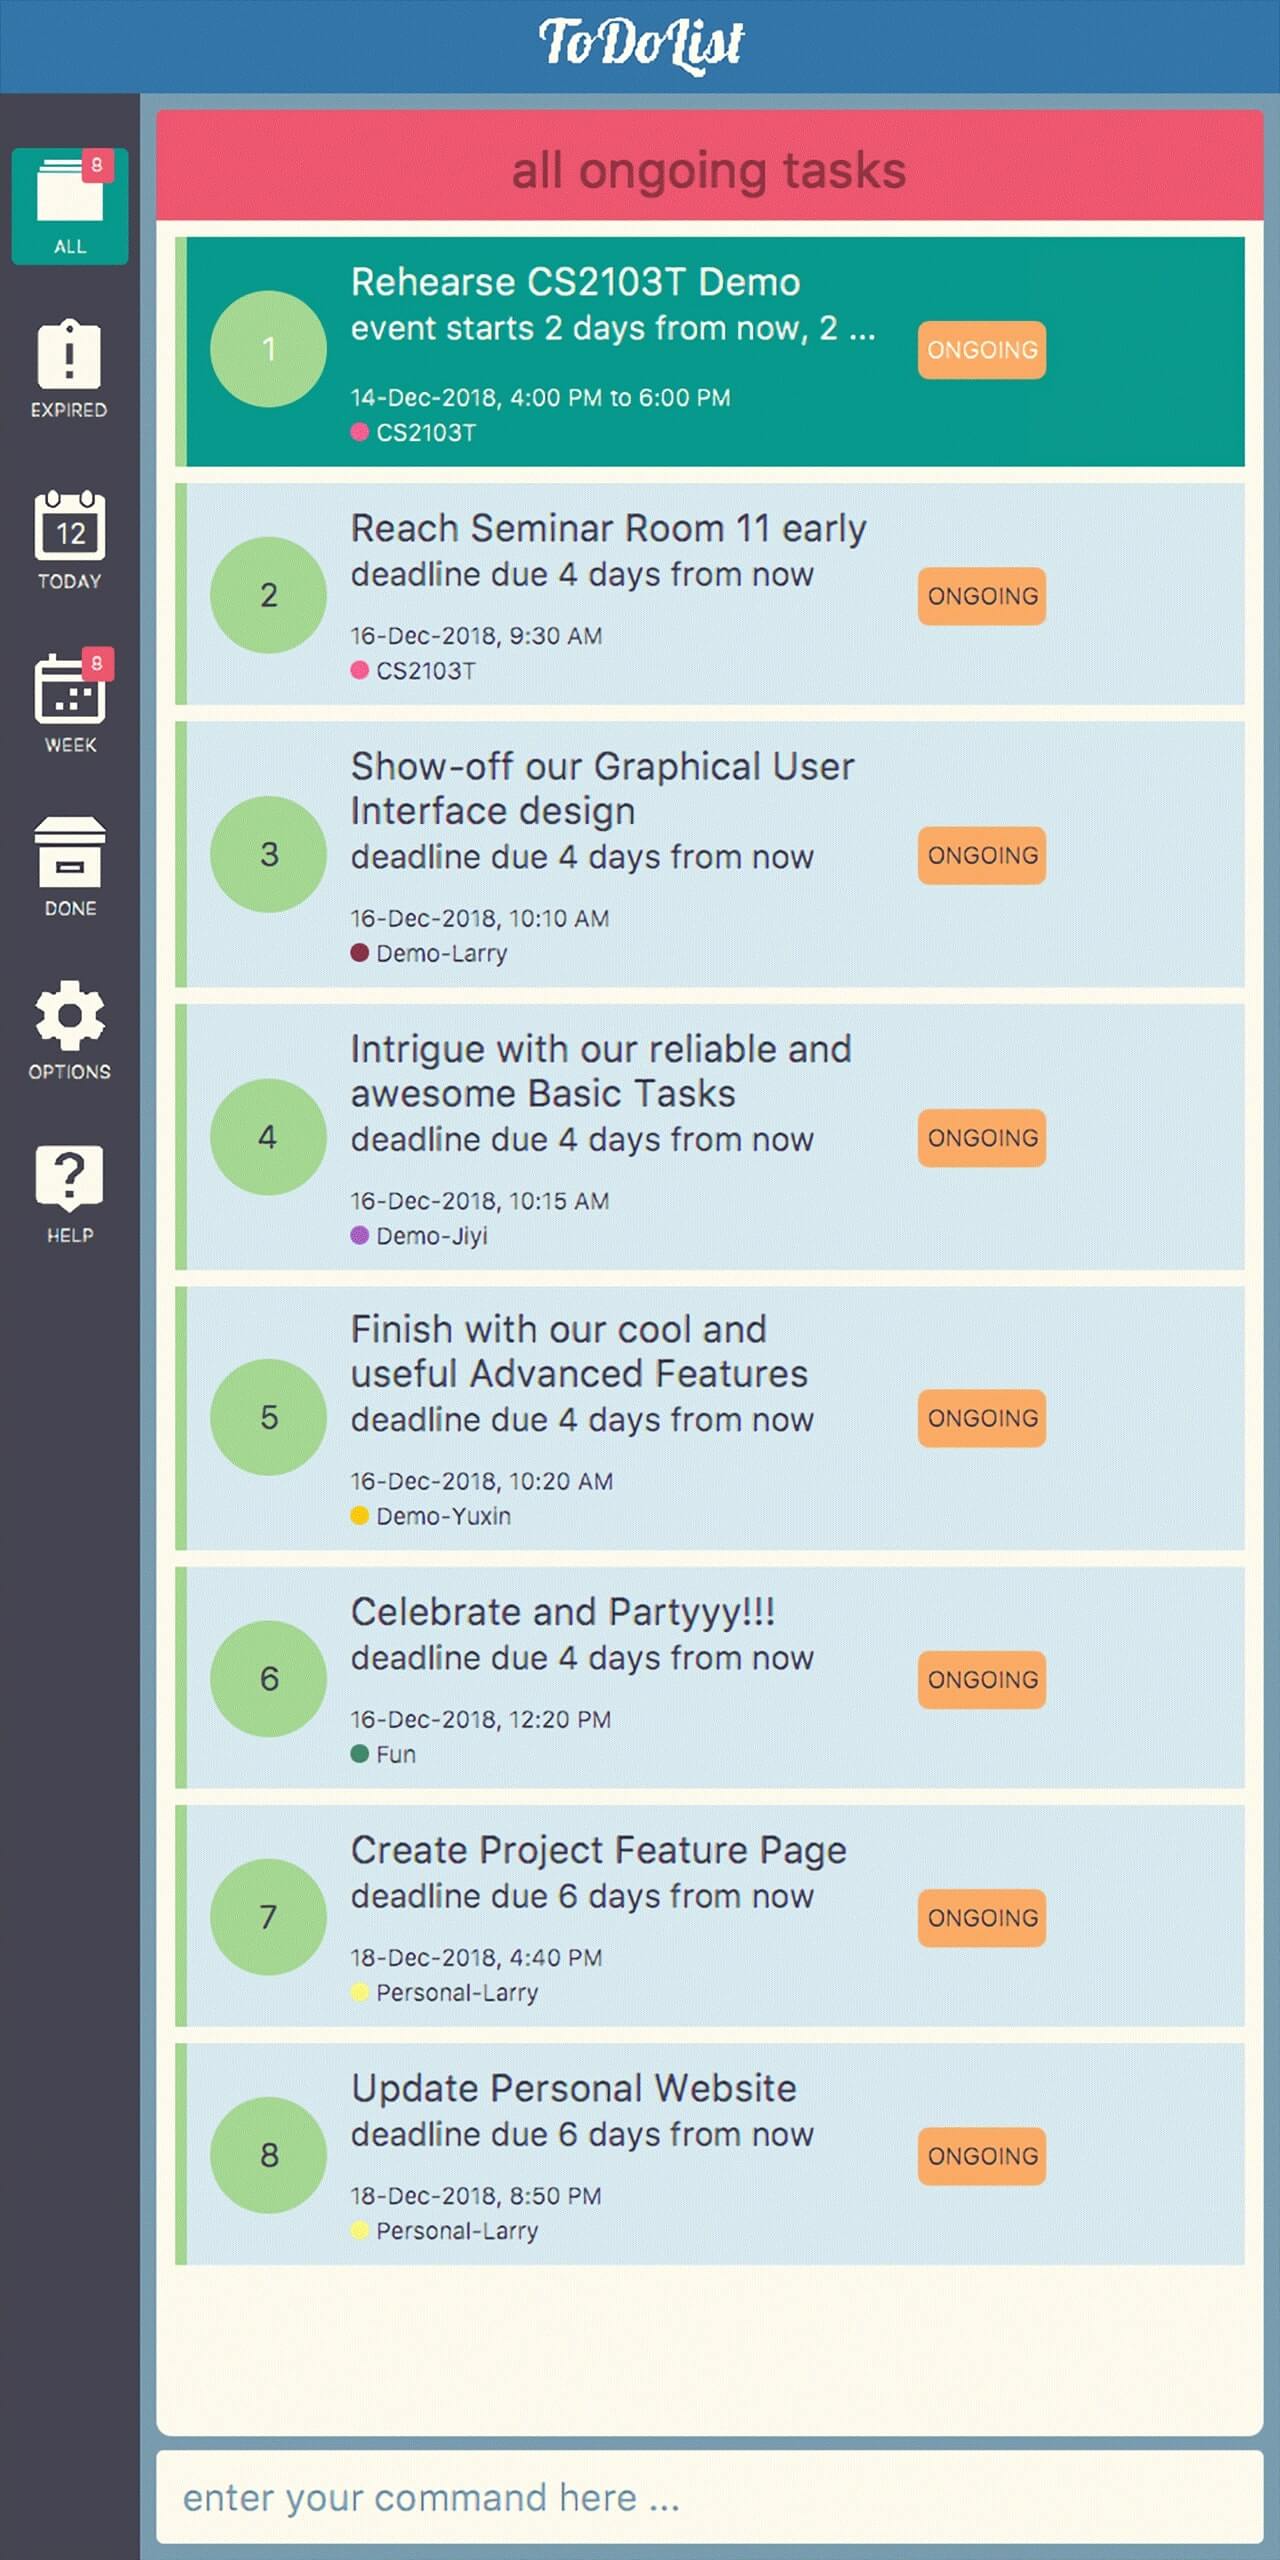 ToDoList
8
ALL
EXPIRED
12
TODAY
8
WEEK
DONE
OPTIONS
HELP
all ongoing tasks
1
Rehearse CS2103T Demo
event starts 2 days from now, 2 ...
14-Dec-2018, 4:00 PM to 6:00 PM
CS2103T
ONGOING
2
Reach Seminar Room 11 early
deadline due 4 days from now
16-Dec-2018, 9:30 AM
CS2103T
ONGOING
3
Show-off our Graphical User
Interface design
deadline due 4 days from now
16-Dec-2018, 10:10 AM
Demo-Larry
ONGOING
4
Intrigue with our reliable and
awesome Basic Tasks
deadline due 4 days from now
16-Dec-2018, 10:15 AM
Demo-Jiyi
ONGOING
5
Finish with our cool and
useful Advanced Features
deadline due 4 days from now
16-Dec-2018, 10:20 AM
Demo-Yuxin
ONGOING
6
Celebrate and Partyyy!!!
deadline due 4 days from now
16-Dec-2018, 12:20 PM
Fun
ONGOING
7
Create Project Feature Page
deadline due 6 days from now
18-Dec-2018, 4:40 PM
Personal-Larry
ONGOING
8
Update Personal Website
deadline due 6 days from now
18-Dec-2018, 8:50 PM
Personal-Larry
ONGOING
enter your command here ...